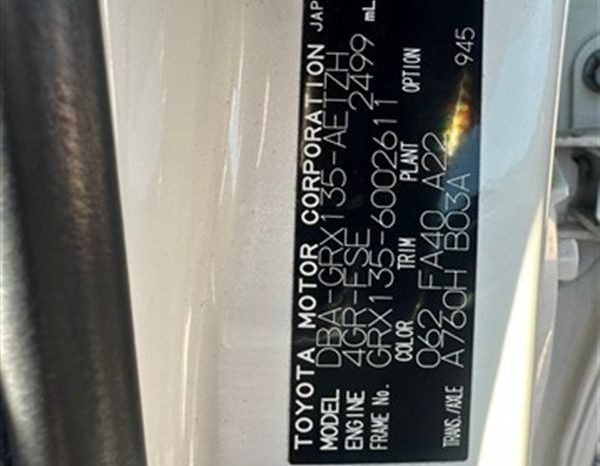 TOYOTA MOTOR CORPORATION JAP
MODEL DBA-GRX135-AETZH
ENGINE 4GR-FSE 2499 mL
FRAME No. GRX135-6002611
COLOR TRIM PLANT OPTION
062 FA40 A22 945
TRANS./AXLE A760H B03A